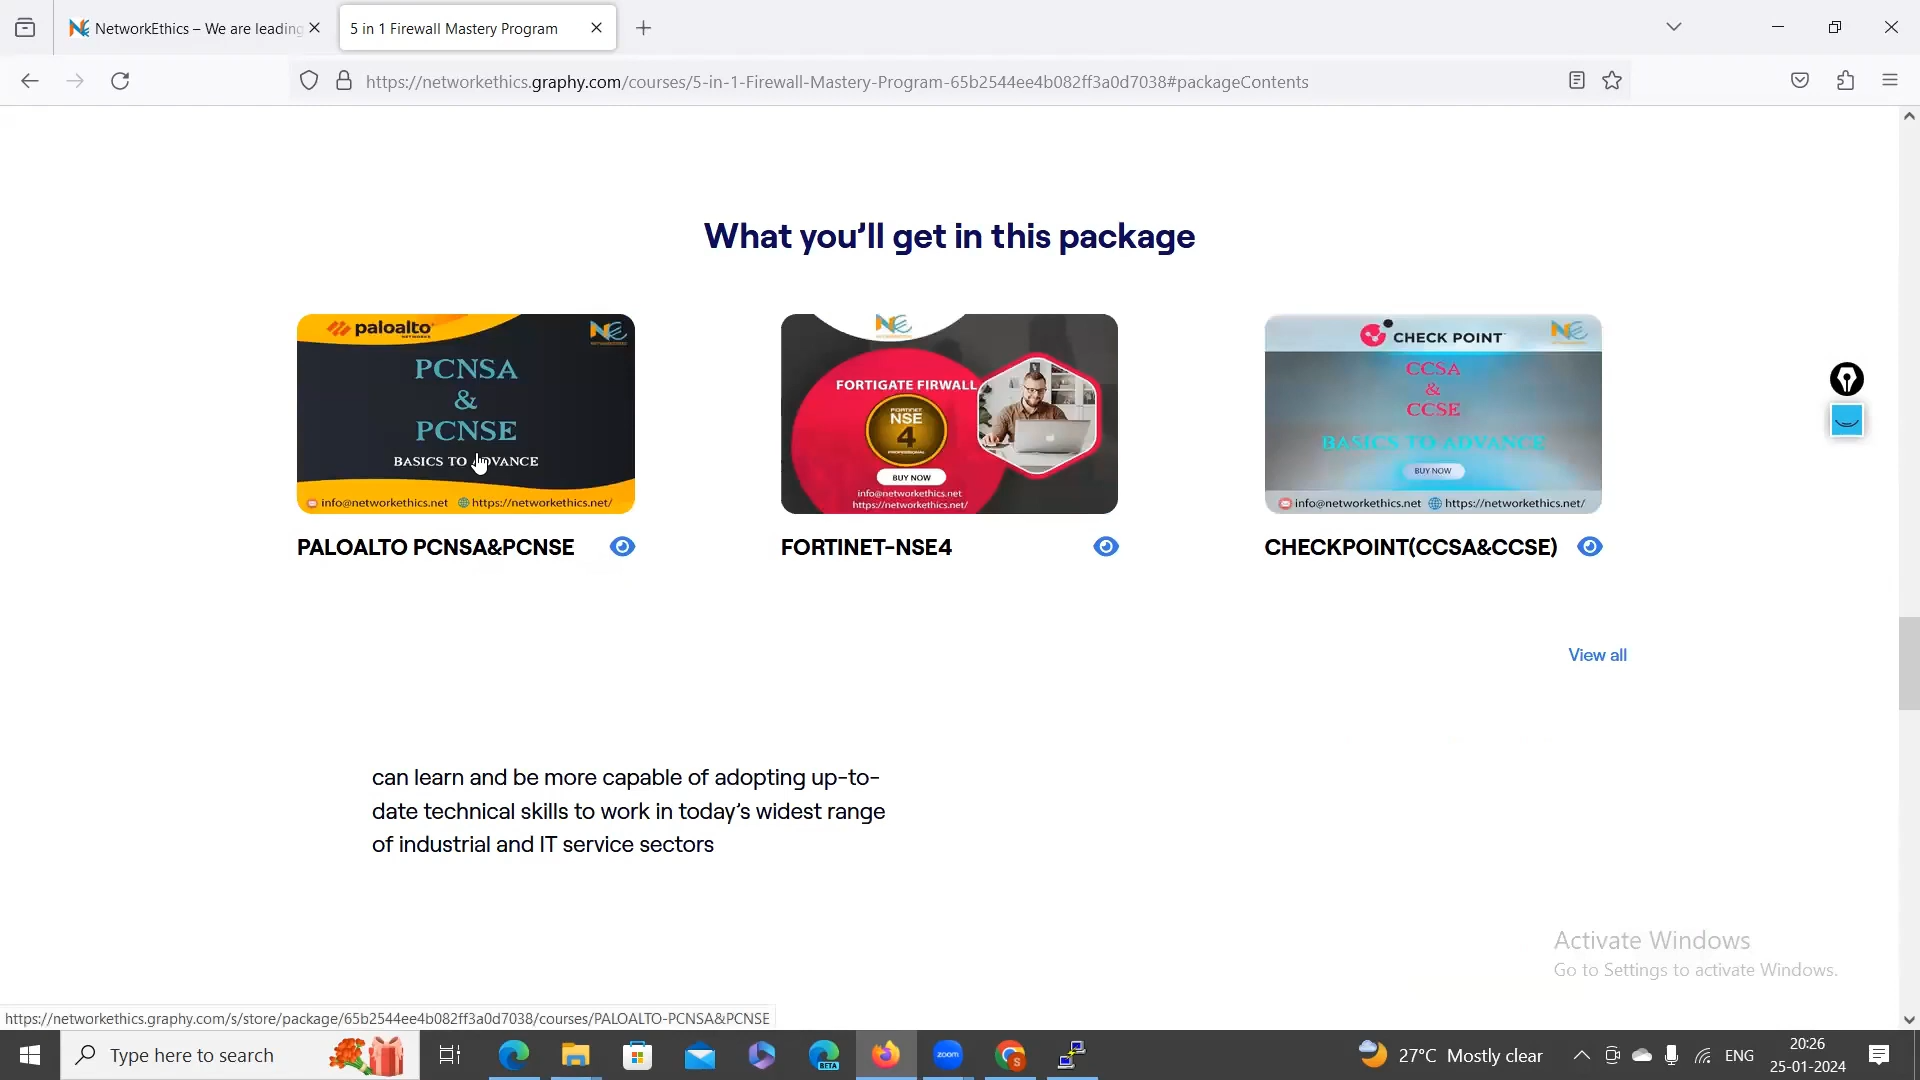 NetworkEthics – We are leading
5 in 1 Firewall Mastery Program
https://networkethics.graphy.com/courses/5-in-1-Firewall-Mastery-Program-65b2544ee4b082ff3a0d7038#packageContents
What you’ll get in this package
paloalto
NETWORKS
PCNSA
&
PCNSE
BASICS TO ADVANCE
info@networkethics.net https://networkethics.net/
FORTIGATE FIRWALL
FORTINET
NSE
4
PROFESSIONAL
BUY NOW
info@networkethics.net
https://networkethics.net/
CHECK POINT
CCSA
&
CCSE
BASICS TO ADVANCE
BUY NOW
info@networkethics.net https://networkethics.net/
PALOALTO PCNSA&PCNSE
FORTINET-NSE4
CHECKPOINT(CCSA&CCSE)
View all
can learn and be more capable of adopting up-to-
date technical skills to work in today’s widest range
of industrial and IT service sectors
Activate Windows
Go to Settings to activate Windows.
https://networkethics.graphy.com/s/store/package/65b2544ee4b082ff3a0d7038/courses/PALOALTO-PCNSA&PCNSE
Type here to search
BETA
zoom
27°C Mostly clear
ENG
20:26
25-01-2024